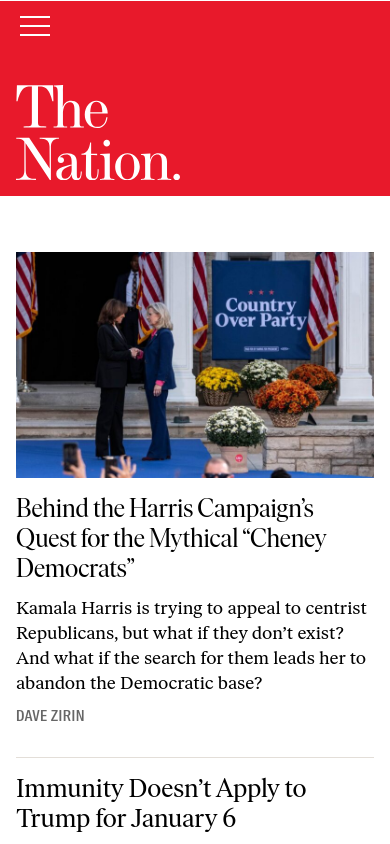 The
Nation.
Country
Over Party
Behind the Harris Campaign’s
Quest for the Mythical “Cheney
Democrats”
Kamala Harris is trying to appeal to centrist
Republicans, but what if they don’t exist?
And what if the search for them leads her to
abandon the Democratic base?
DAVE ZIRIN
Immunity Doesn’t Apply to
Trump for January 6